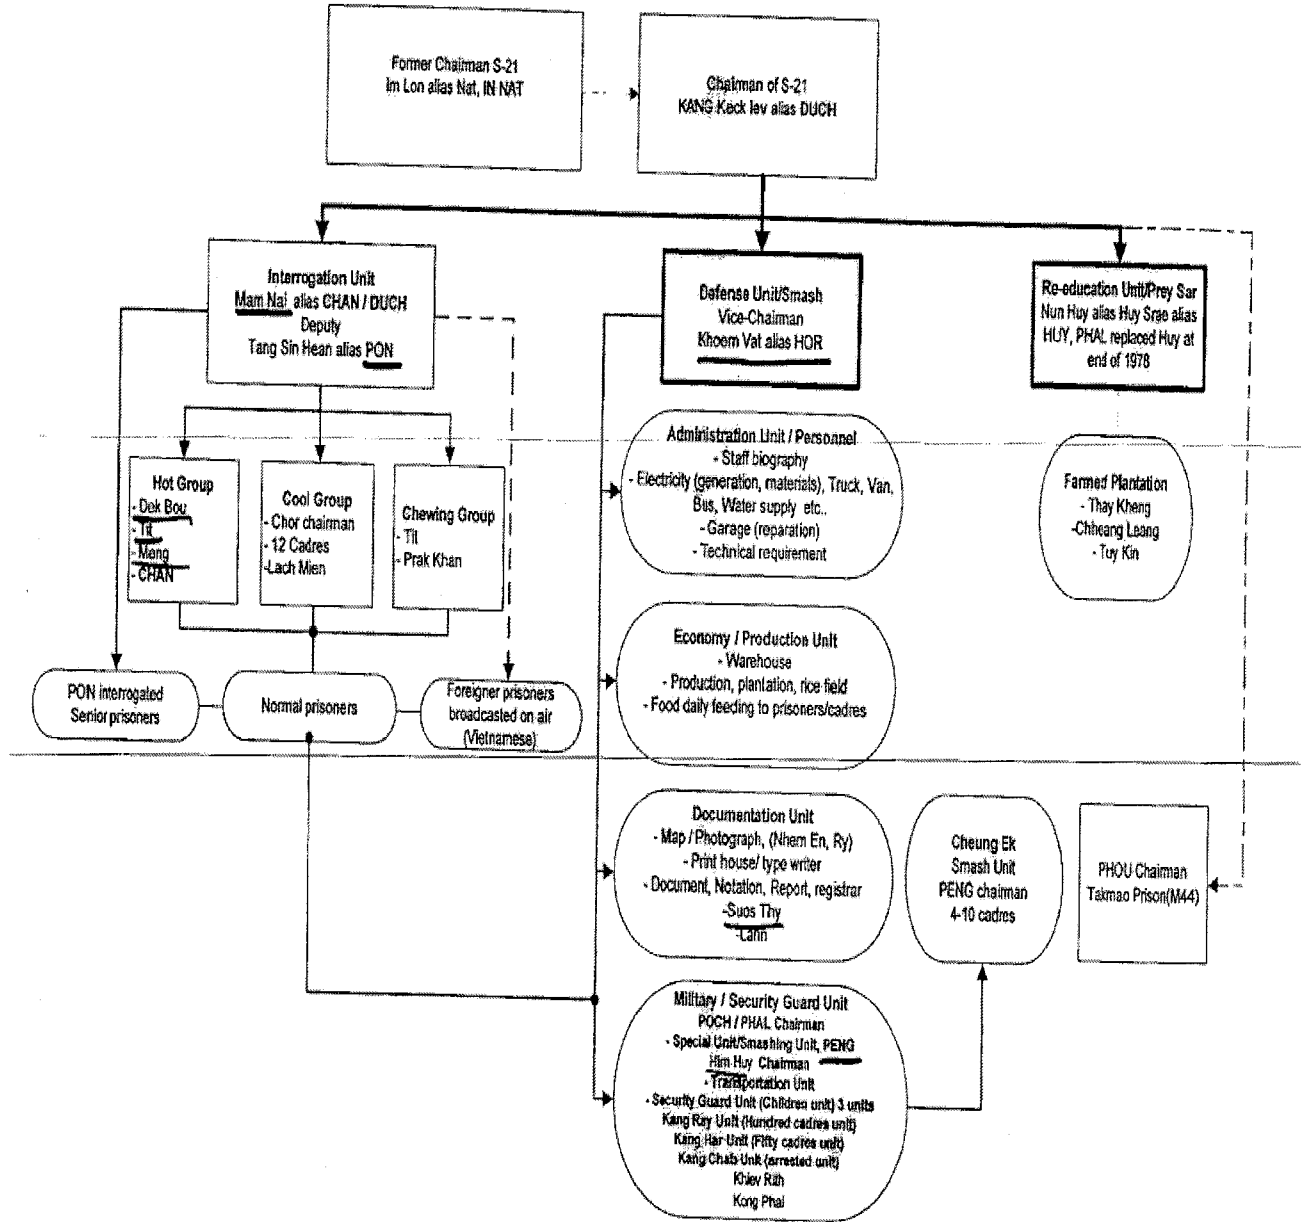 Former Chairman S-21
Im Lon alias Nat, IN NAT
Chairman of S-21
KANG Keck Iev alias DUCH
Interrogation Unit
Mam Nai alias CHAN / DUCH
Deputy
Tang Sin Hean alias PON
Defense Unit/Smash
Vice-Chairman
Khoem Vat alias HOR
Re-education Unit/Prey Sar
Nun Huy alias Huy Srae alias
HUY, PHAL replaced Huy at
end of 1978
Hot Group
- Dek Bou
- Tit
- Meng
- CHAN
Cool Group
- Chor chairman
- 12 Cadres
-Lach Mien
Chewing Group
- Tit
- Prak Khan
PON interrogated
Senior prisoners
Normal prisoners
Foreigner prisoners
broadcasted on air
(Vietnamese)
Administration Unit / Personnel
- Staff biography
- Electricity (generation, materials), Truck, Van,
Bus, Water supply etc..
- Garage (reparation)
- Technical requirement
Farmed Plantation
- Thay Kheng
-Chheang Leang
- Tuy Kin
Economy / Production Unit
- Warehouse
- Production, plantation, rice field
- Food daily feeding to prisoners/cadres
Documentation Unit
- Map / Photograph, (Nhem En, Ry)
- Print house/ type writer
- Document, Notation, Report, registrar
-Suos Thy
-Lann
Cheung Ek
Smash Unit
PENG chairman
4-10 cadres
PHOU Chairman
Takmao Prison(M44)
Military / Security Guard Unit
POCH / PHAL Chairman
- Special Unit/Smashing Unit, PENG
Him Huy Chairman
- Transportation Unit
- Security Guard Unit (Children unit) 3 units
Kang Ray Unit (Hundred cadres unit)
Kang Har Unit (Fifty cadres unit)
Kang Chab Unit (arrested unit)
Khiev Rith
Kong Phai